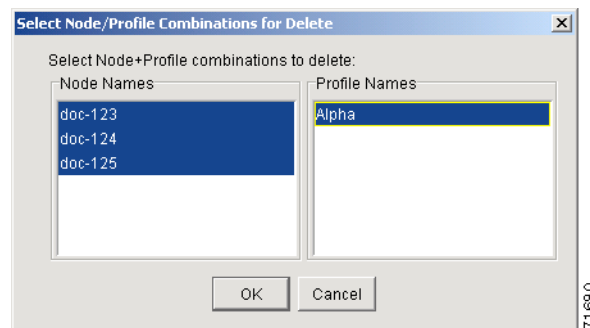 Select Node/Profile Combinations for Delete
Select Node+Profile combinations to delete:
Node Names
doc-123
doc-124
doc-125
Profile Names
Alpha
OK
Cancel
71690